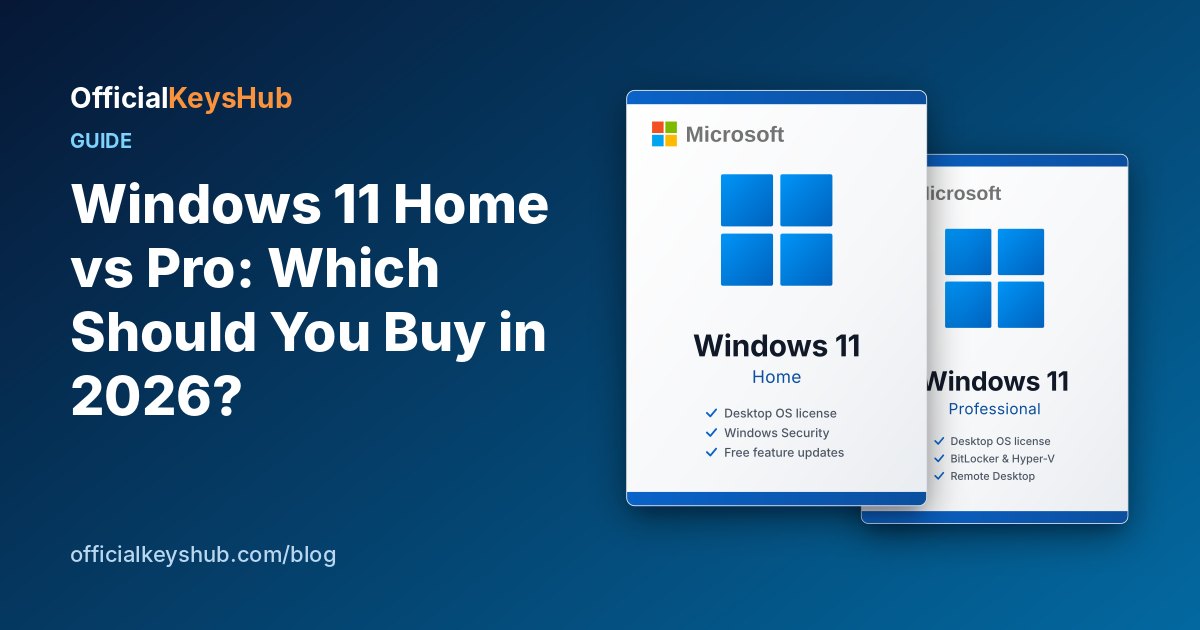 OfficialKeysHub
GUIDE
Windows 11 Home
vs Pro: Which
Should You Buy in
2026?
officialkeyshub.com/blog
Microsoft
Windows 11
Home
Desktop OS license
Windows Security
Free feature updates
licrosoft
Windows 11
Professional
Desktop OS license
BitLocker & Hyper-V
Remote Desktop